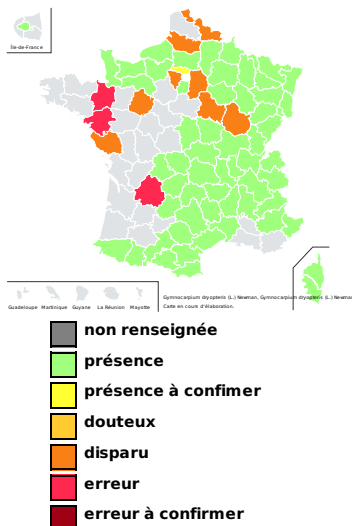 Île-de-France
Guadeloupe Martinique Guyane La Réunion Mayotte
Gymnocarpium dryopteris (L.) Newman, Gymnocarpium dryopteris (L.) Newman
Carte en cours d'élaboration.
non renseignée
présence
présence à confimer
douteux
disparu
erreur
erreur à confirmer